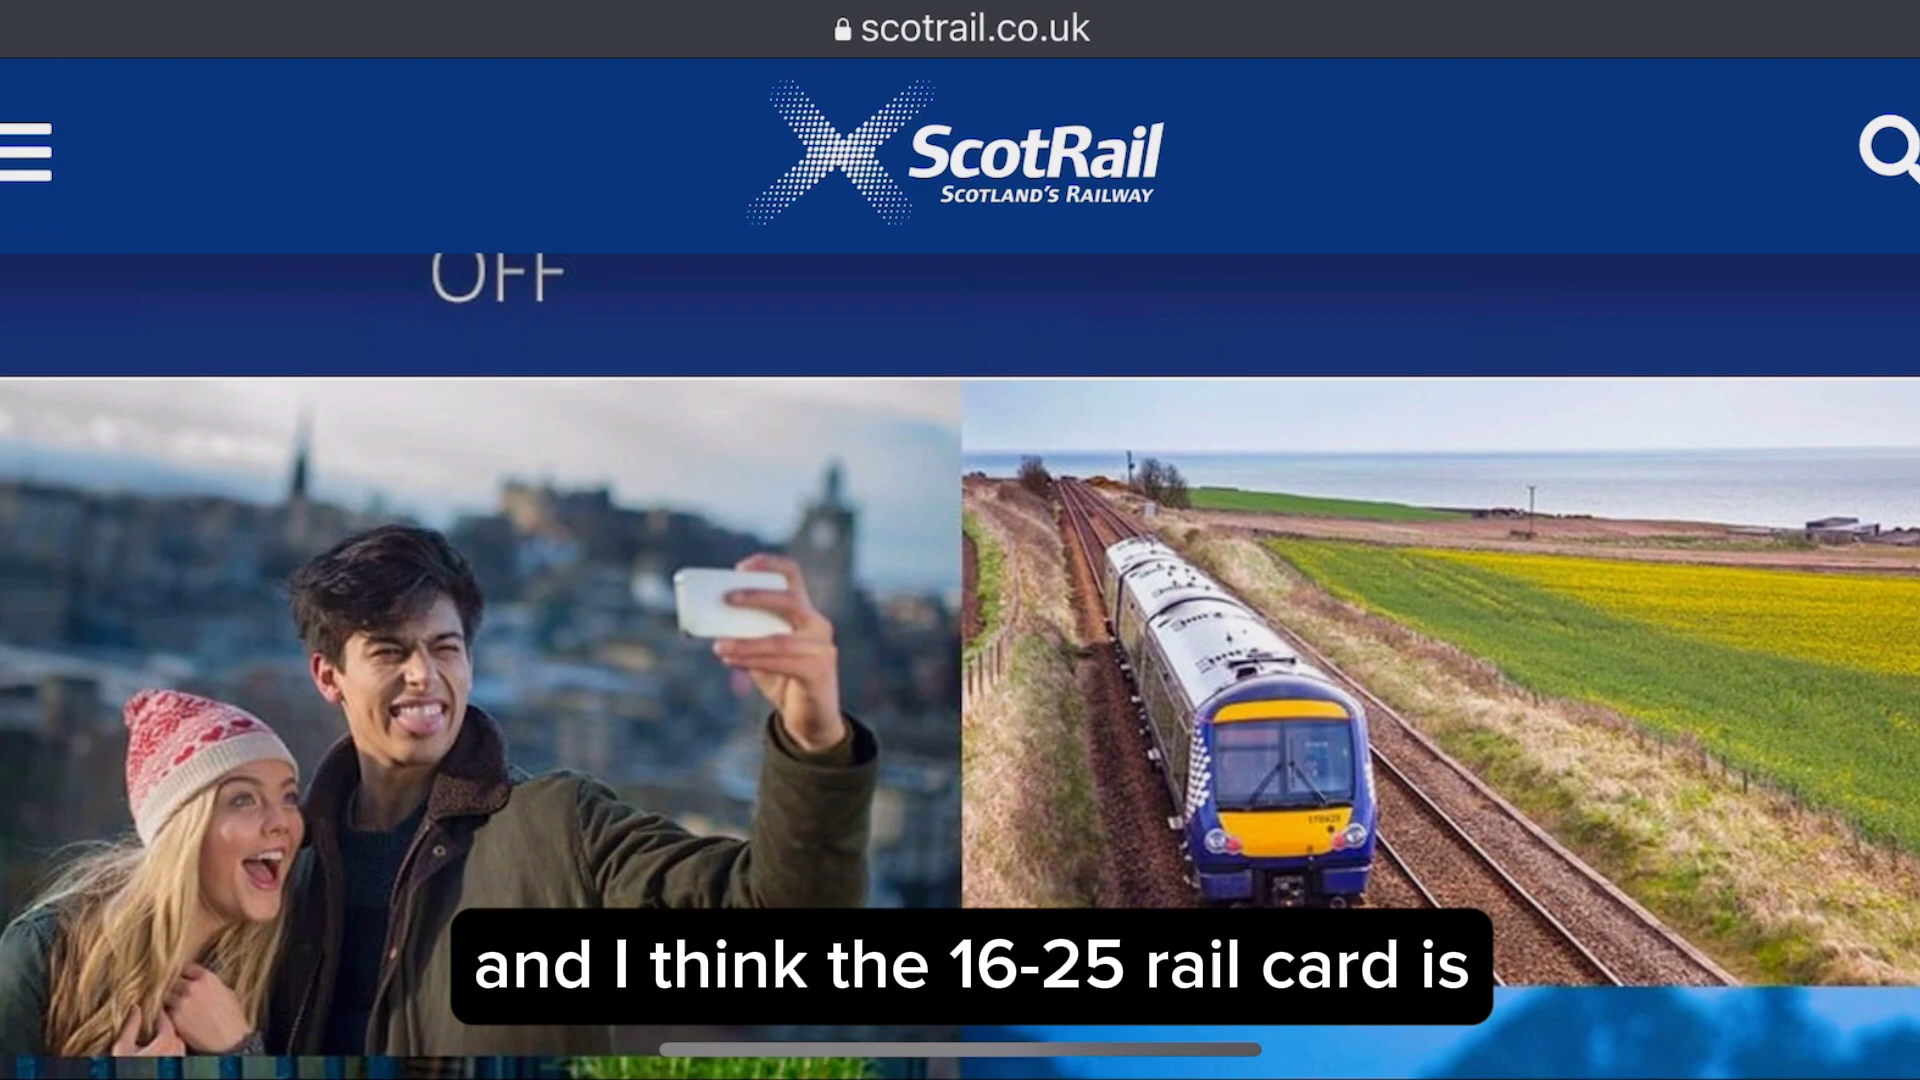 scotrail.co.uk
ScotRail
SCOTLAND'S RAILWAY
OFF
and I think the 16-25 rail card is